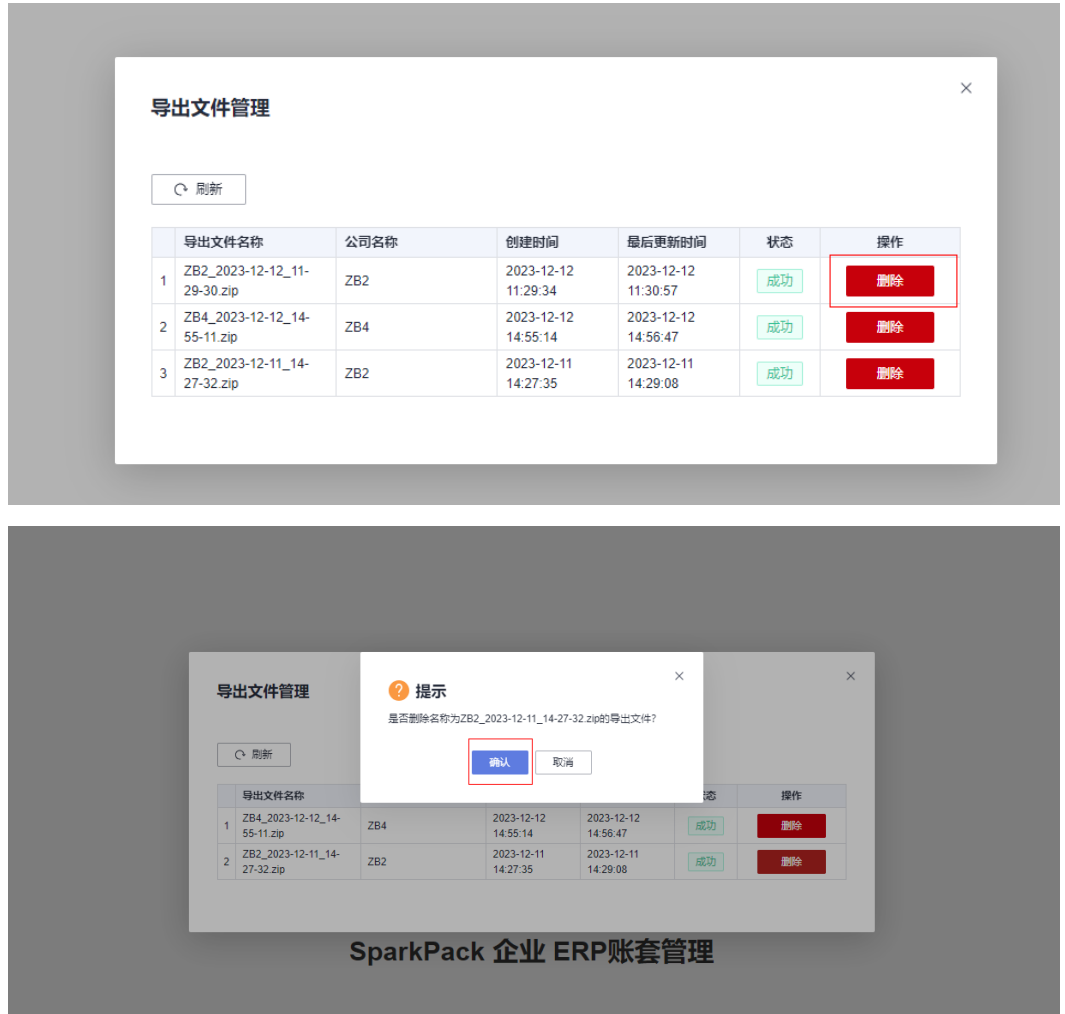 导出文件管理
刷新
导出文件名称 公司名称 创建时间 最后更新时间 状态 操作
1 ZB2_2023-12-12_11-29-30.zip ZB2 2023-12-12 11:29:34 2023-12-12 11:30:57 成功 删除
2 ZB4_2023-12-12_14-55-11.zip ZB4 2023-12-12 14:55:14 2023-12-12 14:56:47 成功 删除
3 ZB2_2023-12-11_14-27-32.zip ZB2 2023-12-11 14:27:35 2023-12-11 14:29:08 成功 删除
导出文件管理
提示
是否删除名称为ZB2_2023-12-11_14-27-32.zip的导出文件?
刷新
确认 取消
导出文件名称 态 操作
1 ZB4_2023-12-12_14-55-11.zip ZB4 2023-12-12 14:55:14 2023-12-12 14:56:47 成功 删除
2 ZB2_2023-12-11_14-27-32.zip ZB2 2023-12-11 14:27:35 2023-12-11 14:29:08 成功 删除
SparkPack 企业 ERP账套管理